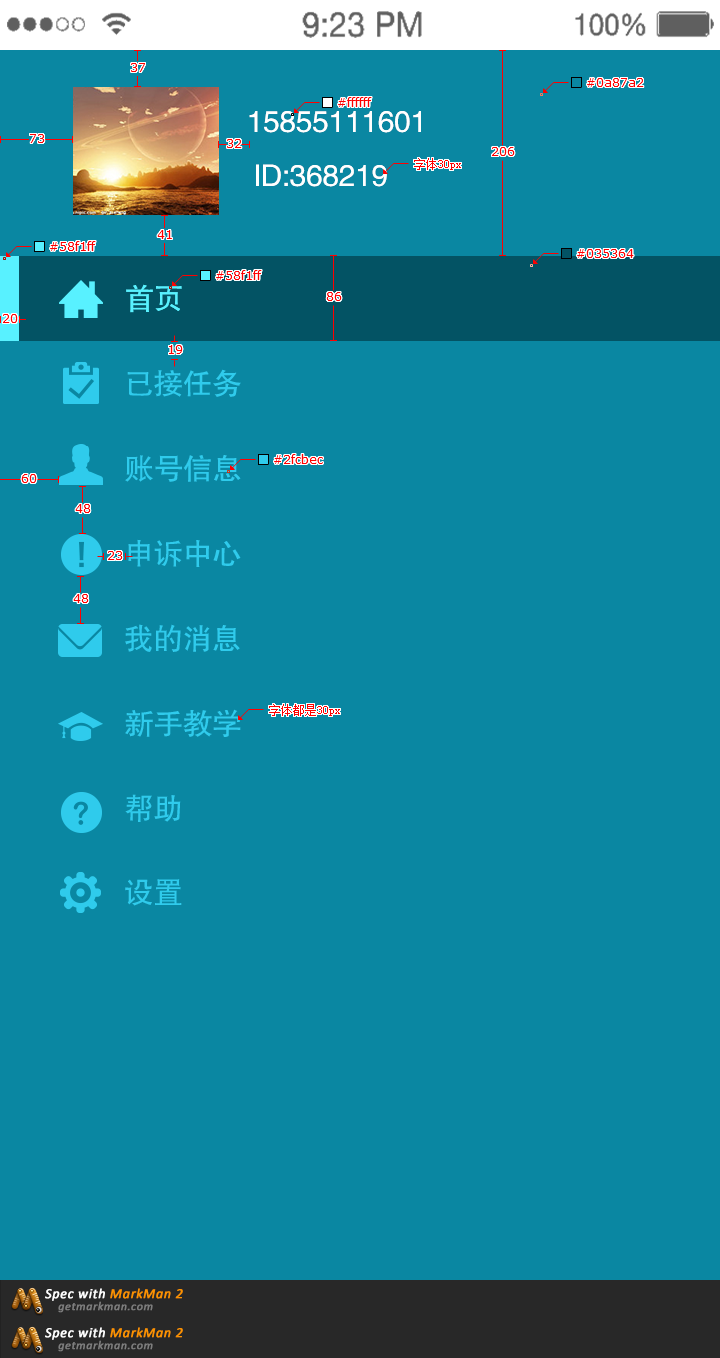 9:23 PM 100%
37
#0a87a2
#ffffff
15855111601
73
32
206
字体30px
ID:368219
41
#58f1ff
#035364
#58f1ff
首页
86
20
19
已接任务
#2fcbec
账号信息
60
48
23
申诉中心
48
我的消息
字体都是30px
新手教学
帮助
设置
Spec with MarkMan 2
getmarkman.com
Spec with MarkMan 2
getmarkman.com